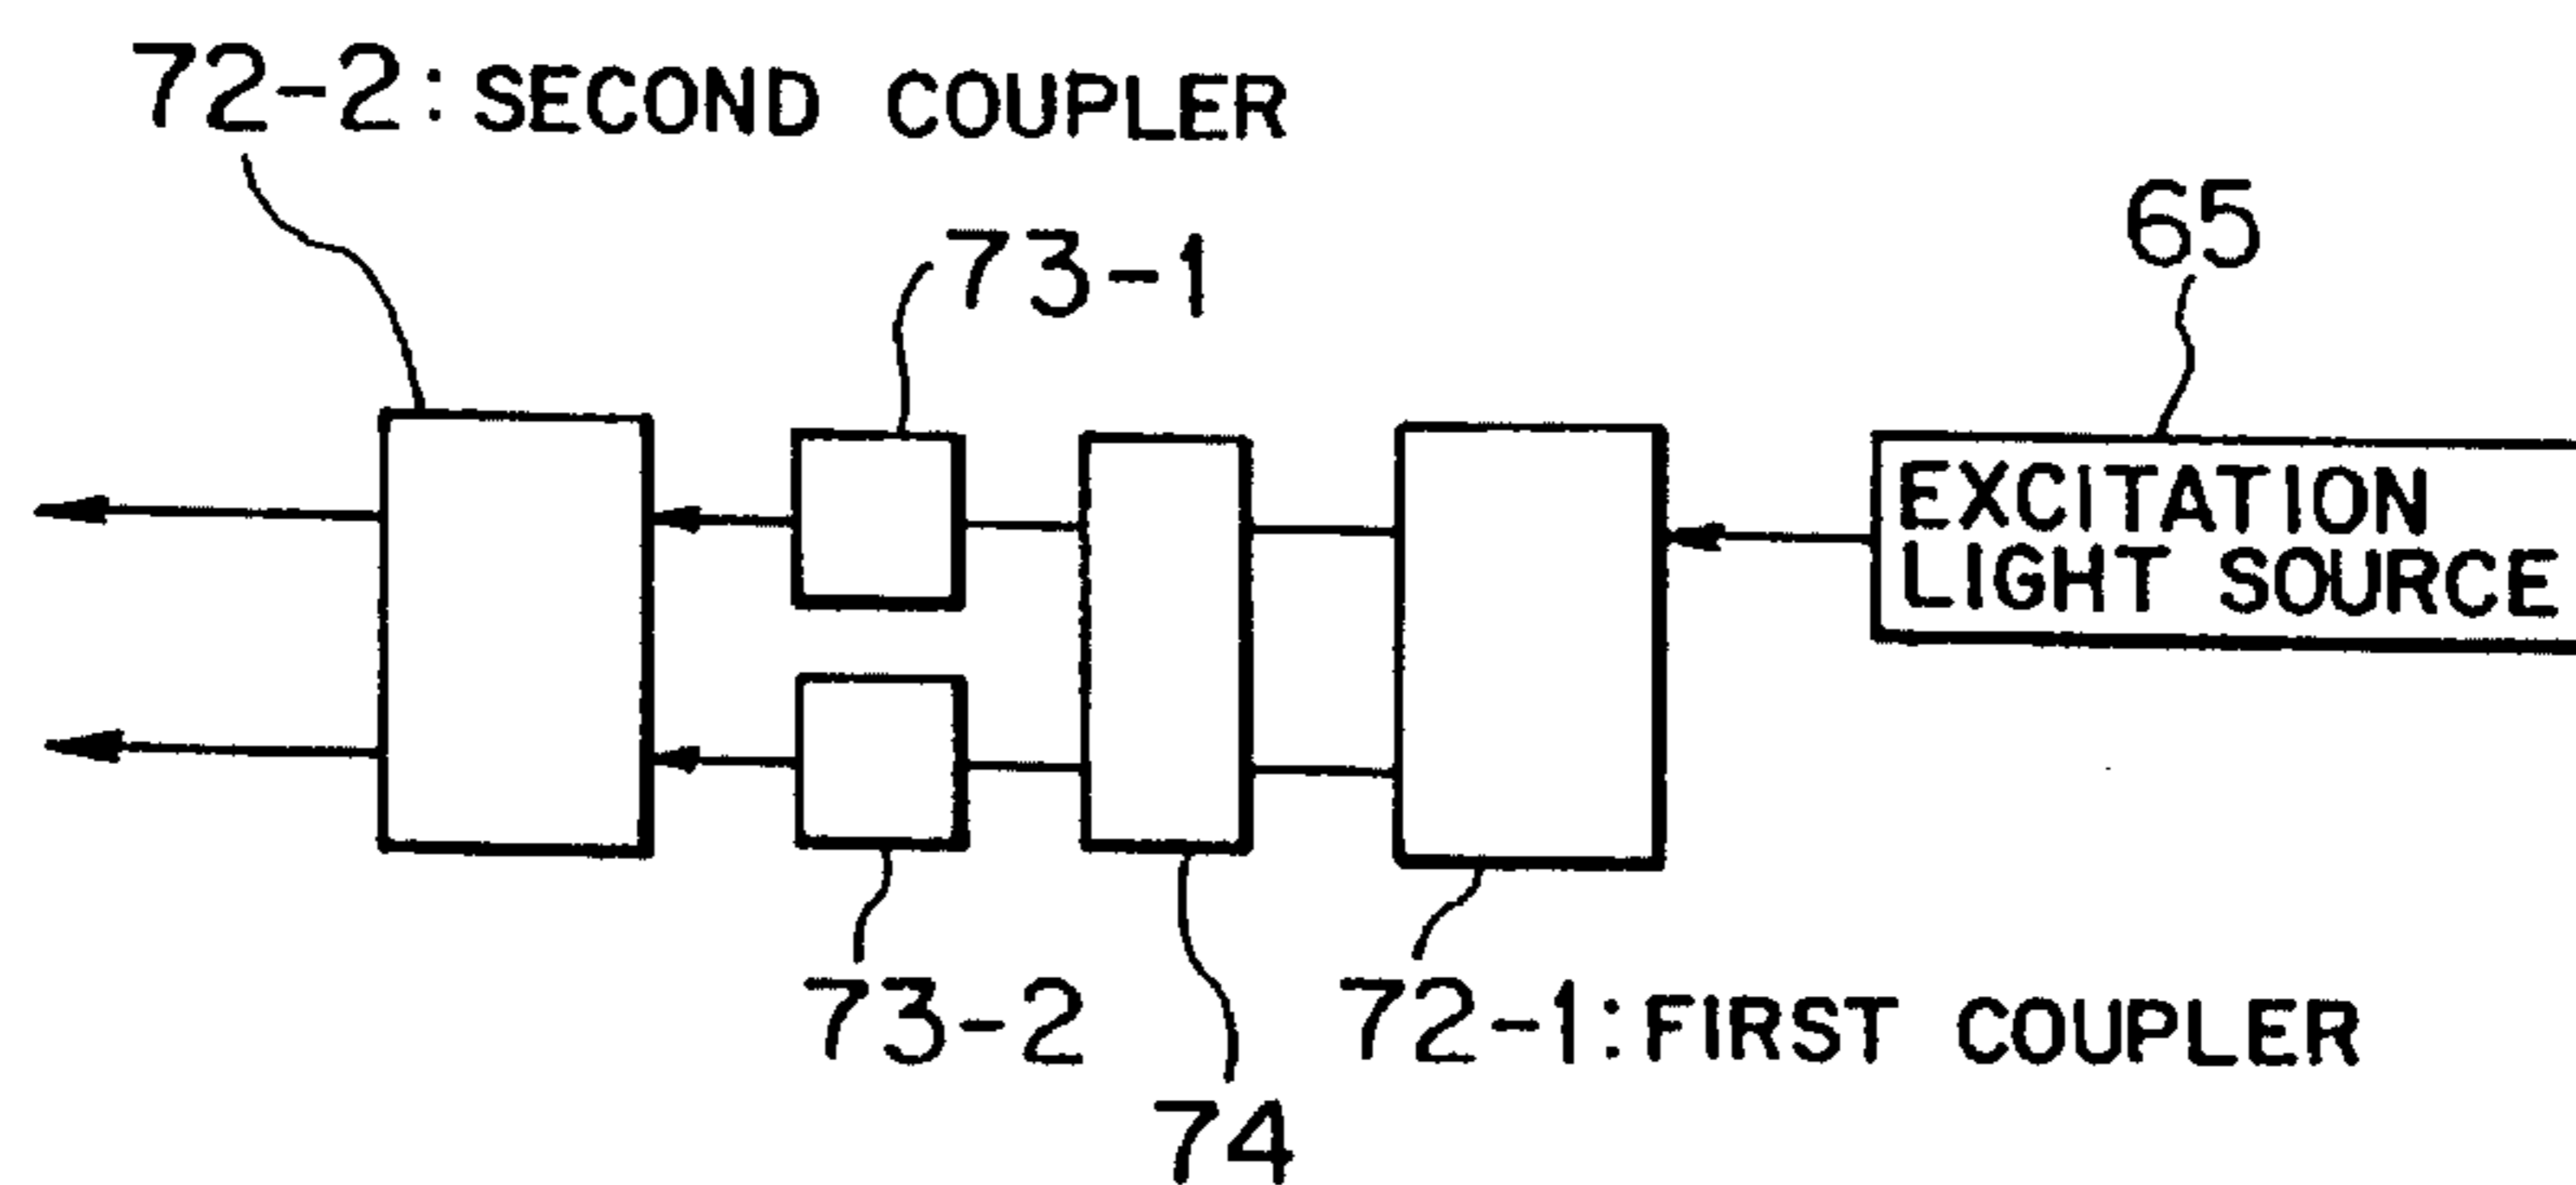 72-2: SECOND COUPLER
65
73-1
EXCITATION
LIGHT SOURCE
73-2
72-1: FIRST COUPLER
74